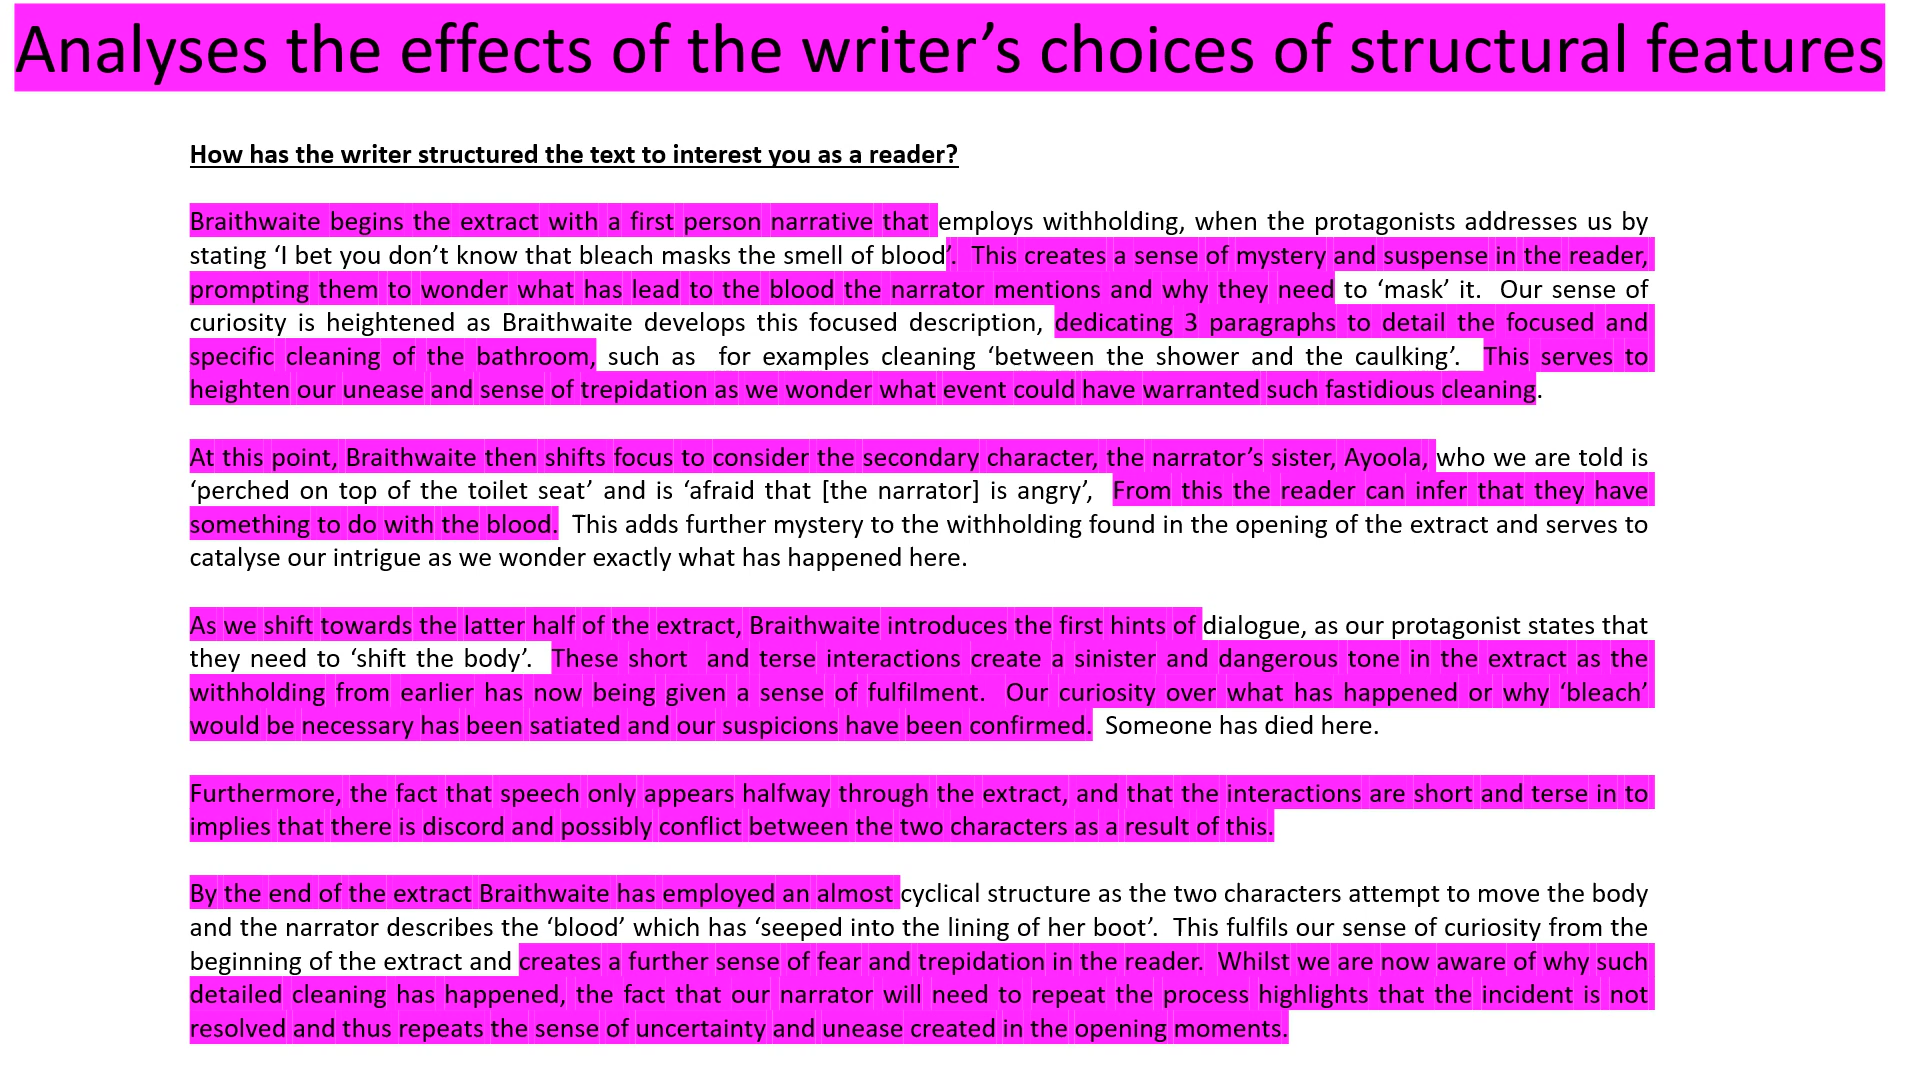 Analyses the effects of the writer’s choices of structural features
How has the writer structured the text to interest you as a reader?
Braithwaite begins the extract with a first person narrative that employs withholding, when the protagonists addresses us by
stating ‘I bet you don’t know that bleach masks the smell of blood’.  This creates a sense of mystery and suspense in the reader,
prompting them to wonder what has lead to the blood the narrator mentions and why they need to ‘mask’ it.  Our sense of
curiosity is heightened as Braithwaite develops this focused description, dedicating 3 paragraphs to detail the focused and
specific cleaning of the bathroom, such as  for examples cleaning ‘between the shower and the caulking’.  This serves to
heighten our unease and sense of trepidation as we wonder what event could have warranted such fastidious cleaning.
At this point, Braithwaite then shifts focus to consider the secondary character, the narrator’s sister, Ayoola, who we are told is
‘perched on top of the toilet seat’ and is ‘afraid that [the narrator] is angry’,  From this the reader can infer that they have
something to do with the blood.  This adds further mystery to the withholding found in the opening of the extract and serves to
catalyse our intrigue as we wonder exactly what has happened here.
As we shift towards the latter half of the extract, Braithwaite introduces the first hints of dialogue, as our protagonist states that
they need to ‘shift the body’.  These short  and terse interactions create a sinister and dangerous tone in the extract as the
withholding from earlier has now being given a sense of fulfilment.  Our curiosity over what has happened or why ‘bleach’
would be necessary has been satiated and our suspicions have been confirmed.  Someone has died here.
Furthermore, the fact that speech only appears halfway through the extract, and that the interactions are short and terse in to
implies that there is discord and possibly conflict between the two characters as a result of this.
By the end of the extract Braithwaite has employed an almost cyclical structure as the two characters attempt to move the body
and the narrator describes the ‘blood’ which has ‘seeped into the lining of her boot’.  This fulfils our sense of curiosity from the
beginning of the extract and creates a further sense of fear and trepidation in the reader.  Whilst we are now aware of why such
detailed cleaning has happened, the fact that our narrator will need to repeat the process highlights that the incident is not
resolved and thus repeats the sense of uncertainty and unease created in the opening moments.